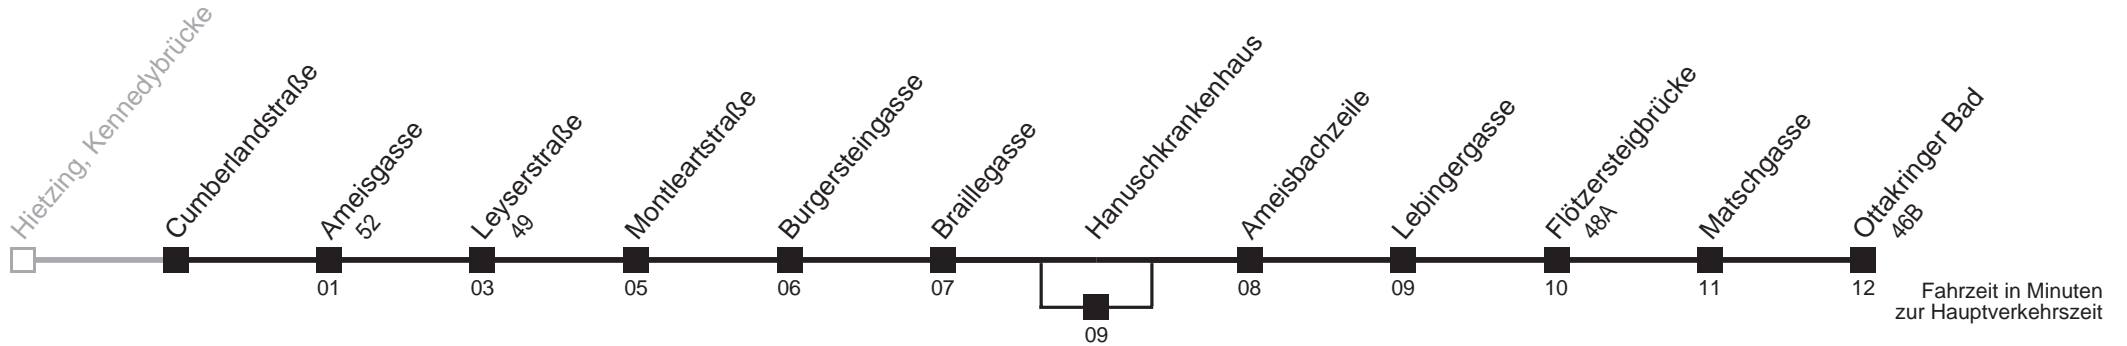 Hietzing, Kennedybrücke
Cumberlandstraße
Ameisgasse
52
Leyserstraße
49
Montleartstraße
Burgersteingasse
Braillegasse
Hanuschkrankenhaus
Ameisbachzeile
Lebingergasse
Flötzersteigbrücke
48A
Matschgasse
Ottakringer Bad
46B
01
03
05
06
07
09
08
09
10
11
12
Fahrzeit in Minuten
zur Hauptverkehrszeit